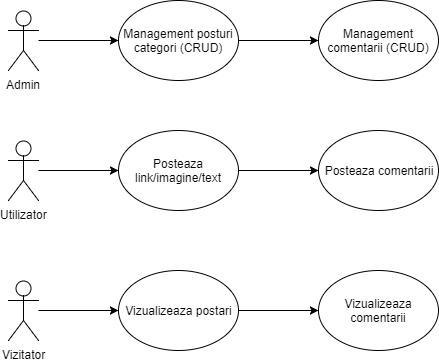 Management posturi
categori (CRUD)
Management
comentarii (CRUD)
Admin
Posteaza
link/imagine/text
Posteaza comentarii
Utilizator
Vizualizeaza postari
Vizualizeaza
comentarii
Vizitator